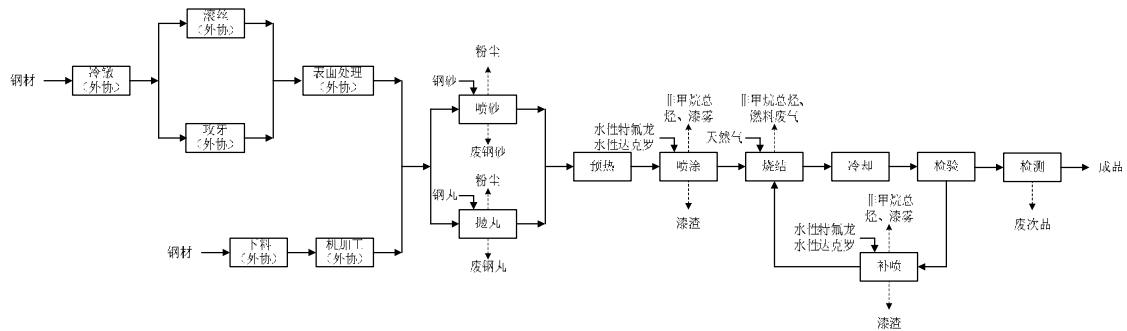 钢材
冷镦
（外协）
滚丝
（外协）
攻牙
（外协）
表面处理
（外协）
钢材
下料
（外协）
机加工
（外协）
粉尘
钢砂
喷砂
废钢砂
粉尘
钢丸
抛丸
废钢丸
预热
水性特氟龙
水性达克罗
非甲烷总
烃、漆雾
喷涂
漆渣
天然气
非甲烷总烃、
燃料废气
烧结
冷却
检验
检测
成品
废次品
水性特氟龙
水性达克罗
非甲烷总
烃、漆雾
补喷
漆渣